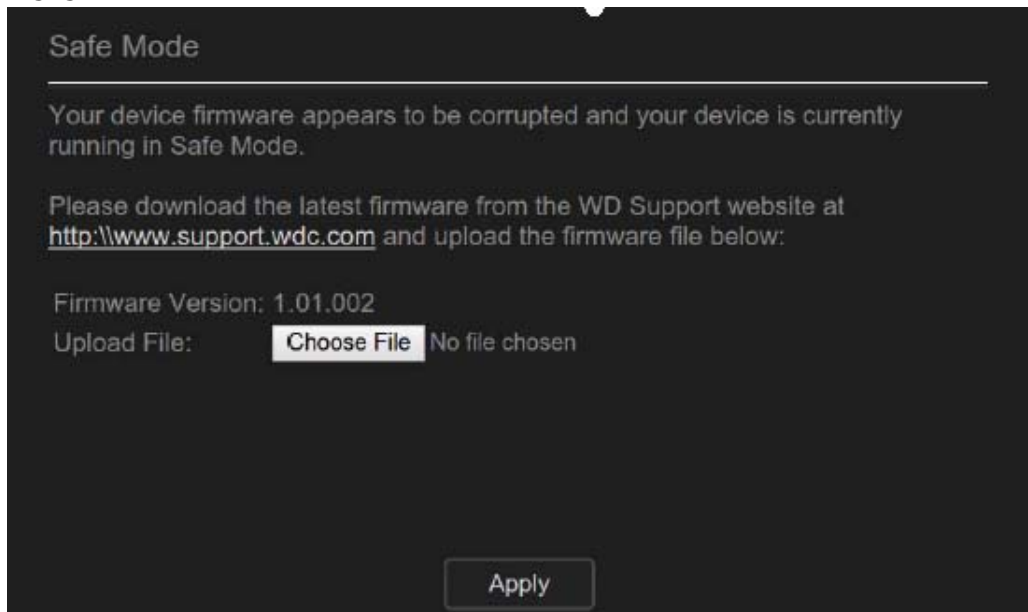 Safe Mode
Your device firmware appears to be corrupted and your device is currently
running in Safe Mode.
Please download the latest firmware from the WD Support website at
http:\\www.support.wdc.com and upload the firmware file below:
Firmware Version: 1.01.002
Upload File: Choose File No file chosen
Apply